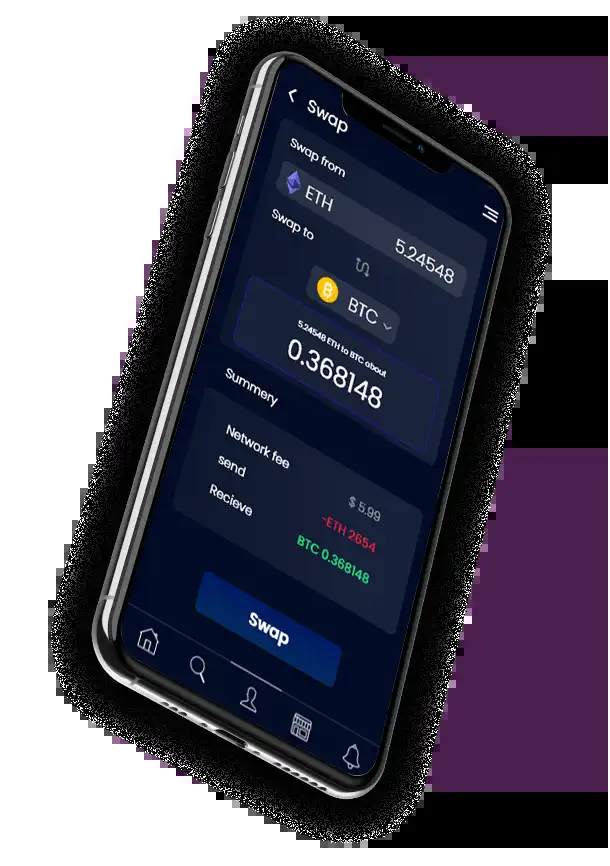 Swap
Swap from
ETH
5.24548
Swap to
BTC
5.24548 ETH to BTC about
0.368148
Summery
Network fee
$ 5.99
send
-ETH 2654
Recieve
BTC 0.368148
Swap